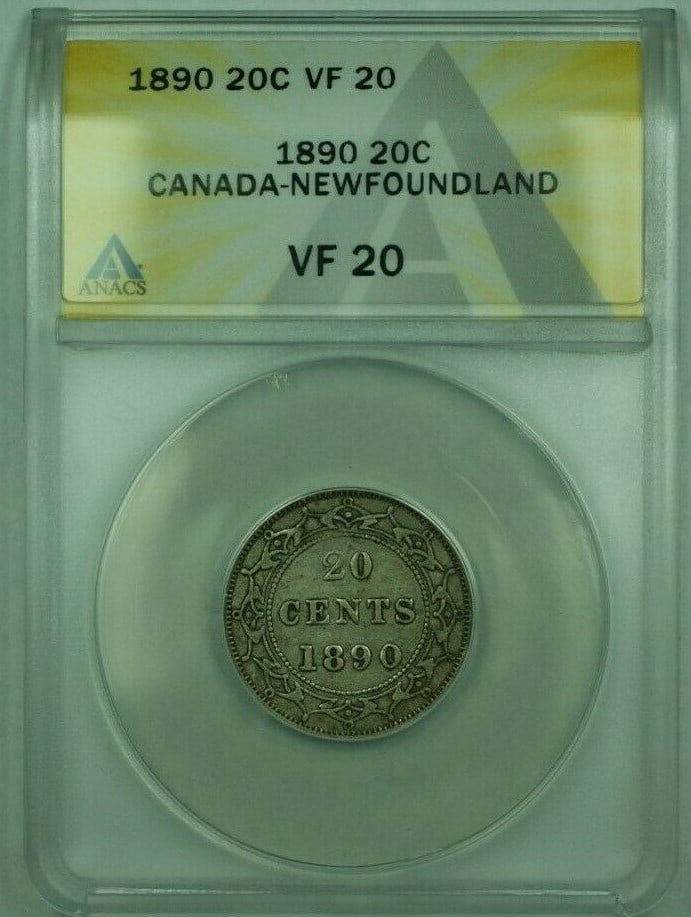 1890 20C VF 20
1890 20C
CANADA-NEWFOUNDLAND
VF 20
ANACS
20
CENTS
1890